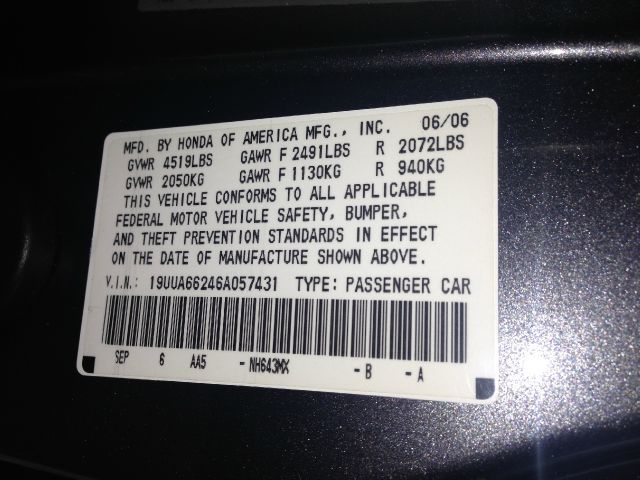 MFD. BY HONDA OF AMERICA MFG., INC. 06/06
GVWR 4519LBS GAWR F 2491LBS R 2072LBS
GVWR 2050KG GAWR F 1130KG R 940KG
THIS VEHICLE CONFORMS TO ALL APPLICABLE
FEDERAL MOTOR VEHICLE SAFETY, BUMPER,
AND THEFT PREVENTION STANDARDS IN EFFECT
ON THE DATE OF MANUFACTURE SHOWN ABOVE.
V.I.N.: 19UUA66246A057431 TYPE: PASSENGER CAR
SEP 6 AA5 -NH643MX -B -A